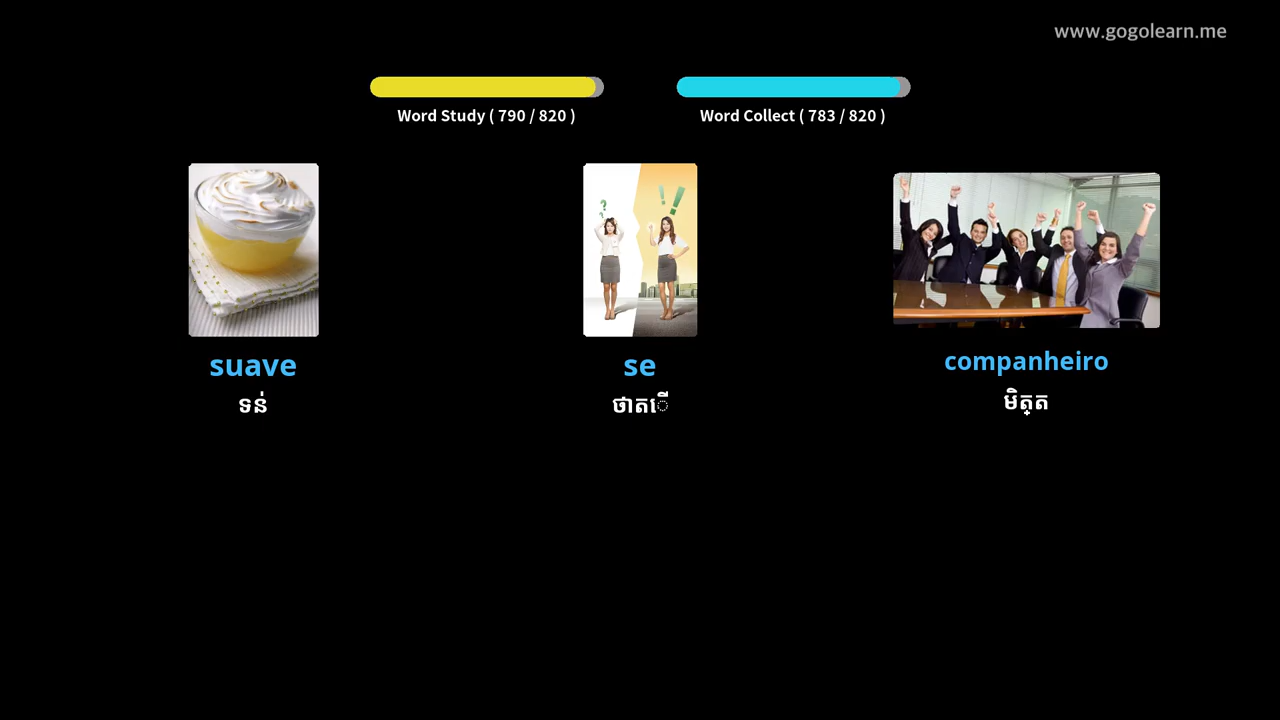 www.gogolearn.me
Word Study ( 790 / 820 )
Word Collect ( 783 / 820 )
suave
se
companheiro
ទន់
ថាតើ
មិត្ត